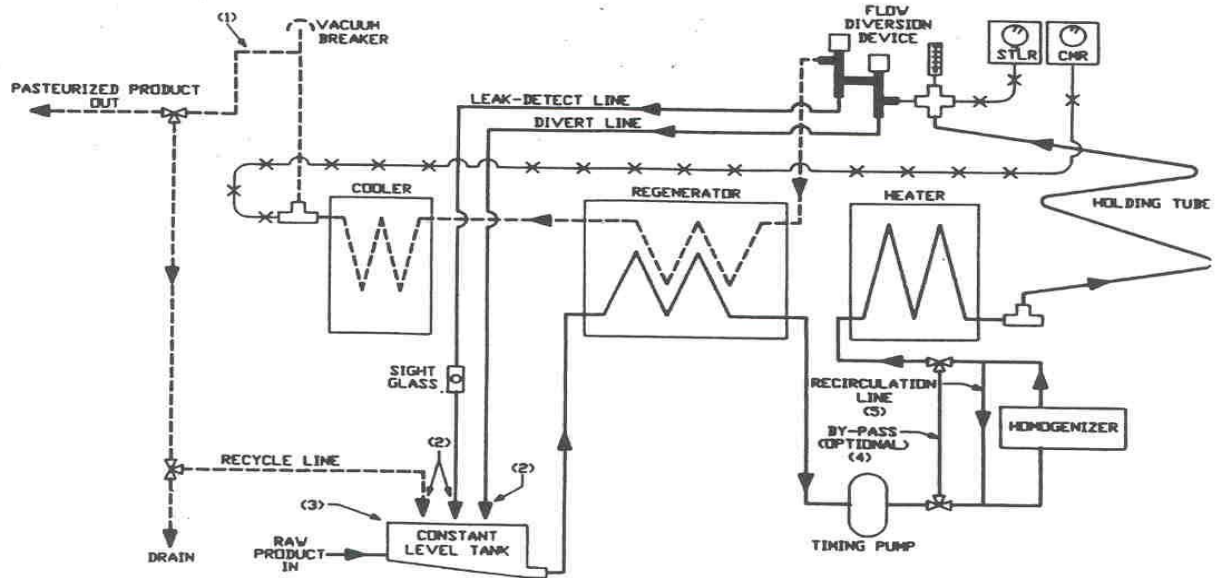 (1)
VACUUM
BREAKER
FLOW
DIVERSION
DEVICE
STLR
CMR
PASTEURIZED PRODUCT
OUT
LEAK-DETECT LINE
DIVERT LINE
COOLER
REGENERATOR
HEATER
HOLDING TUBE
SIGHT
GLASS
RECIRCULATION
LINE
(5)
BY-PASS
(OPTIONAL)
(4)
HOMOGENIZER
(2)
(2)
RECYCLE LINE
(3)
CONSTANT
LEVEL TANK
RAW
PRODUCT
IN
DRAIN
TIMING PUMP